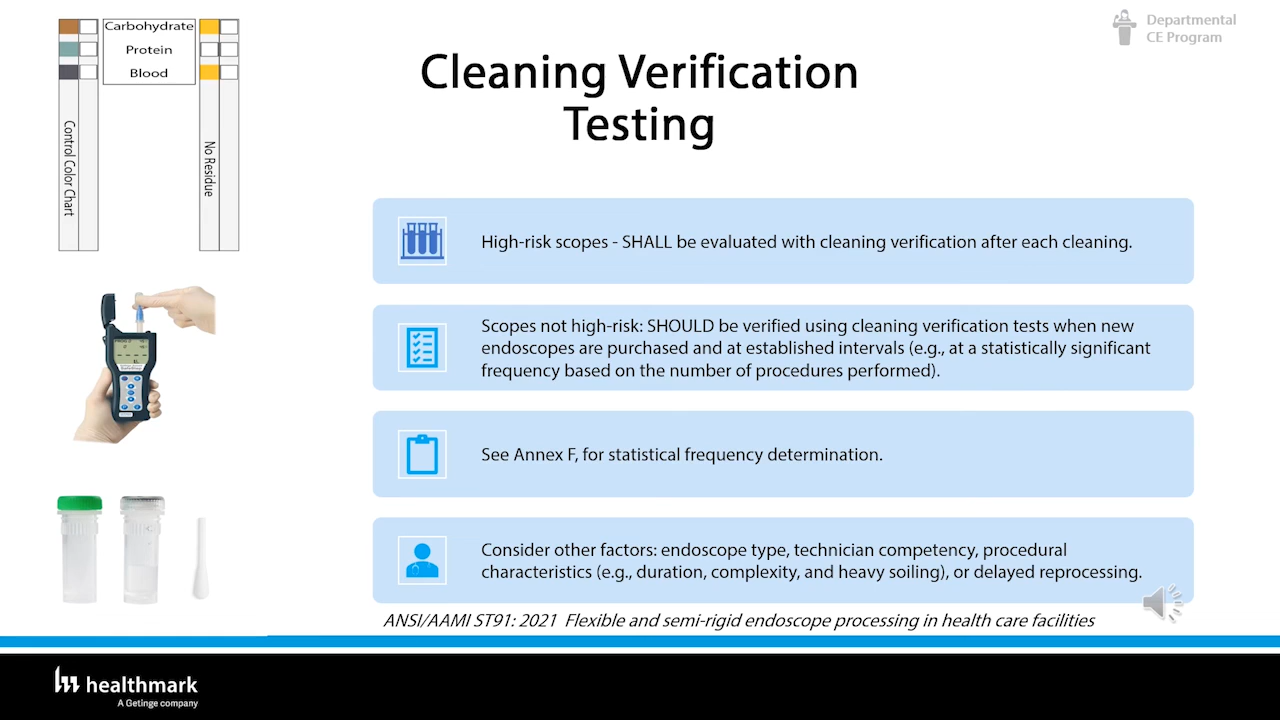 Departmental
CE Program
Carbohydrate
Protein
Blood
Control Color Chart
No Residue
Cleaning Verification
Testing
High-risk scopes - SHALL be evaluated with cleaning verification after each cleaning.
Scopes not high-risk: SHOULD be verified using cleaning verification tests when new
endoscopes are purchased and at established intervals (e.g., at a statistically significant
frequency based on the number of procedures performed).
See Annex F, for statistical frequency determination.
Consider other factors: endoscope type, technician competency, procedural
characteristics (e.g., duration, complexity, and heavy soiling), or delayed reprocessing.
ANSI/AAMI ST91: 2021 Flexible and semi-rigid endoscope processing in health care facilities
healthmark
A Getinge company